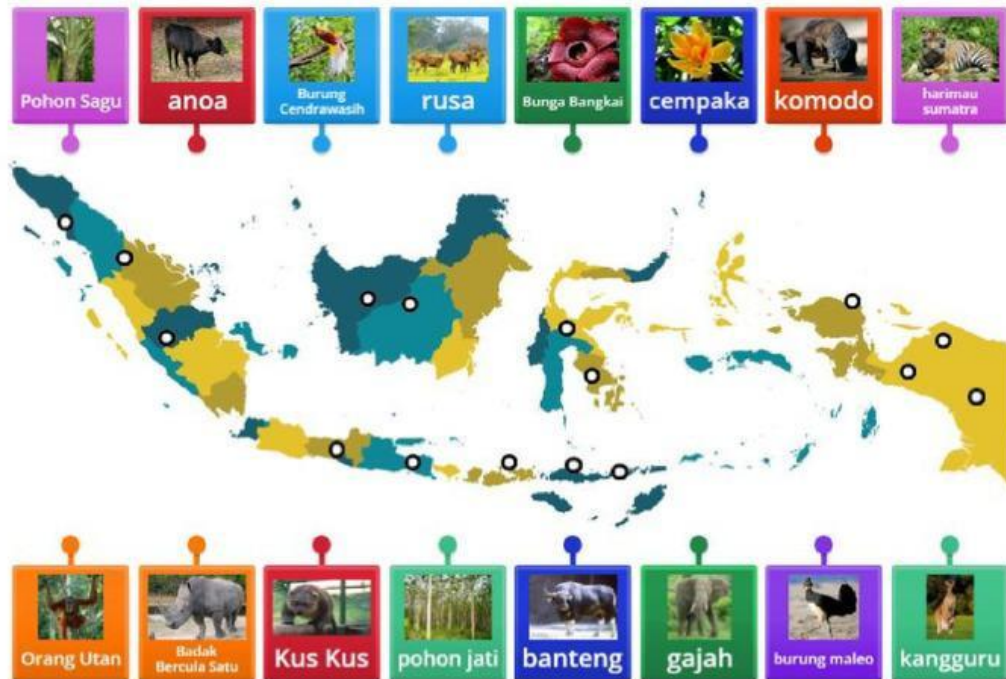 Pohon Sagu
anoa
Burung
Cendrawasih
rusa
Bunga Bangkai
cempaka
komodo
harimau
sumatra
Orang Utan
Badak
Bercula Satu
Kus Kus
pohon jati
banteng
gajah
burung maleo
kangguru